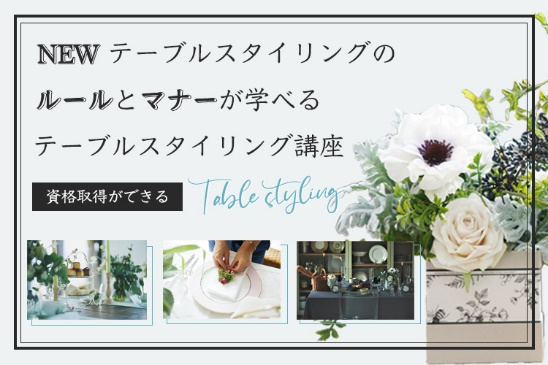 NEW テーブルスタイリングの
ルールとマナーが学べる
テーブルスタイリング講座
資格取得ができる
Table styling